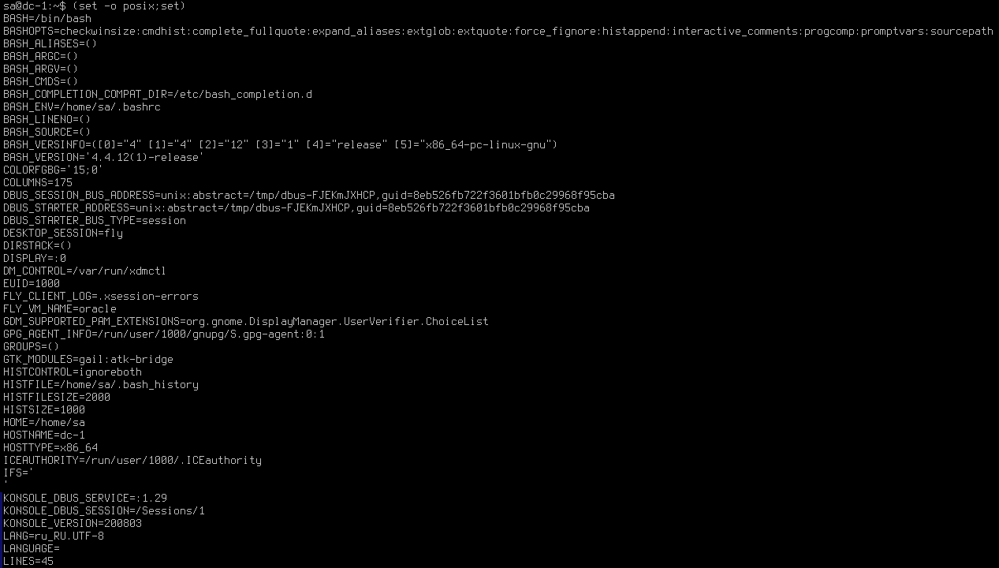 sa@dc-1:~$ (set -o posix;set)
BASH=/bin/bash
BASHOPTS=checkwinsize:cmdhist:complete_fullquote:expand_aliases:extglob:extquote:force_fignore:histappend:interactive_comments:progcomp:promptvars:sourcepath
BASH_ALIASES=()
BASH_ARGC=()
BASH_ARGV=()
BASH_CMDS=()
BASH_COMPLETION_COMPAT_DIR=/etc/bash_completion.d
BASH_ENV=/home/sa/.bashrc
BASH_LINENO=()
BASH_SOURCE=()
BASH_VERSINFO=([0]="4" [1]="4" [2]="12" [3]="1" [4]="release" [5]="x86_64-pc-linux-gnu")
BASH_VERSION='4.4.12(1)-release'
COLORFGBG='15;0'
COLUMNS=175
DBUS_SESSION_BUS_ADDRESS=unix:abstract=/tmp/dbus-FJEKmJXHCP,guid=8eb526fb722f3601bfb0c29968f95cba
DBUS_STARTER_ADDRESS=unix:abstract=/tmp/dbus-FJEKmJXHCP,guid=8eb526fb722f3601bfb0c29968f95cba
DBUS_STARTER_BUS_TYPE=session
DESKTOP_SESSION=fly
DIRSTACK=()
DISPLAY=:0
DM_CONTROL=/var/run/xdmctl
EUID=1000
FLY_CLIENT_LOG=.xsession-errors
FLY_VM_NAME=oracle
GDM_SUPPORTED_PAM_EXTENSIONS=org.gnome.DisplayManager.UserVerifier.ChoiceList
GPG_AGENT_INFO=/run/user/1000/gnupg/S.gpg-agent:0:1
GROUPS=()
GTK_MODULES=gail:atk-bridge
HISTCONTROL=ignoreboth
HISTFILE=/home/sa/.bash_history
HISTFILESIZE=2000
HISTSIZE=1000
HOME=/home/sa
HOSTNAME=dc-1
HOSTTYPE=x86_64
ICEAUTHORITY=/run/user/1000/.ICEauthority
IFS='
'
KONSOLE_DBUS_SERVICE=:1.29
KONSOLE_DBUS_SESSION=/Sessions/1
KONSOLE_VERSION=200803
LANG=ru_RU.UTF-8
LANGUAGE=
LINES=45